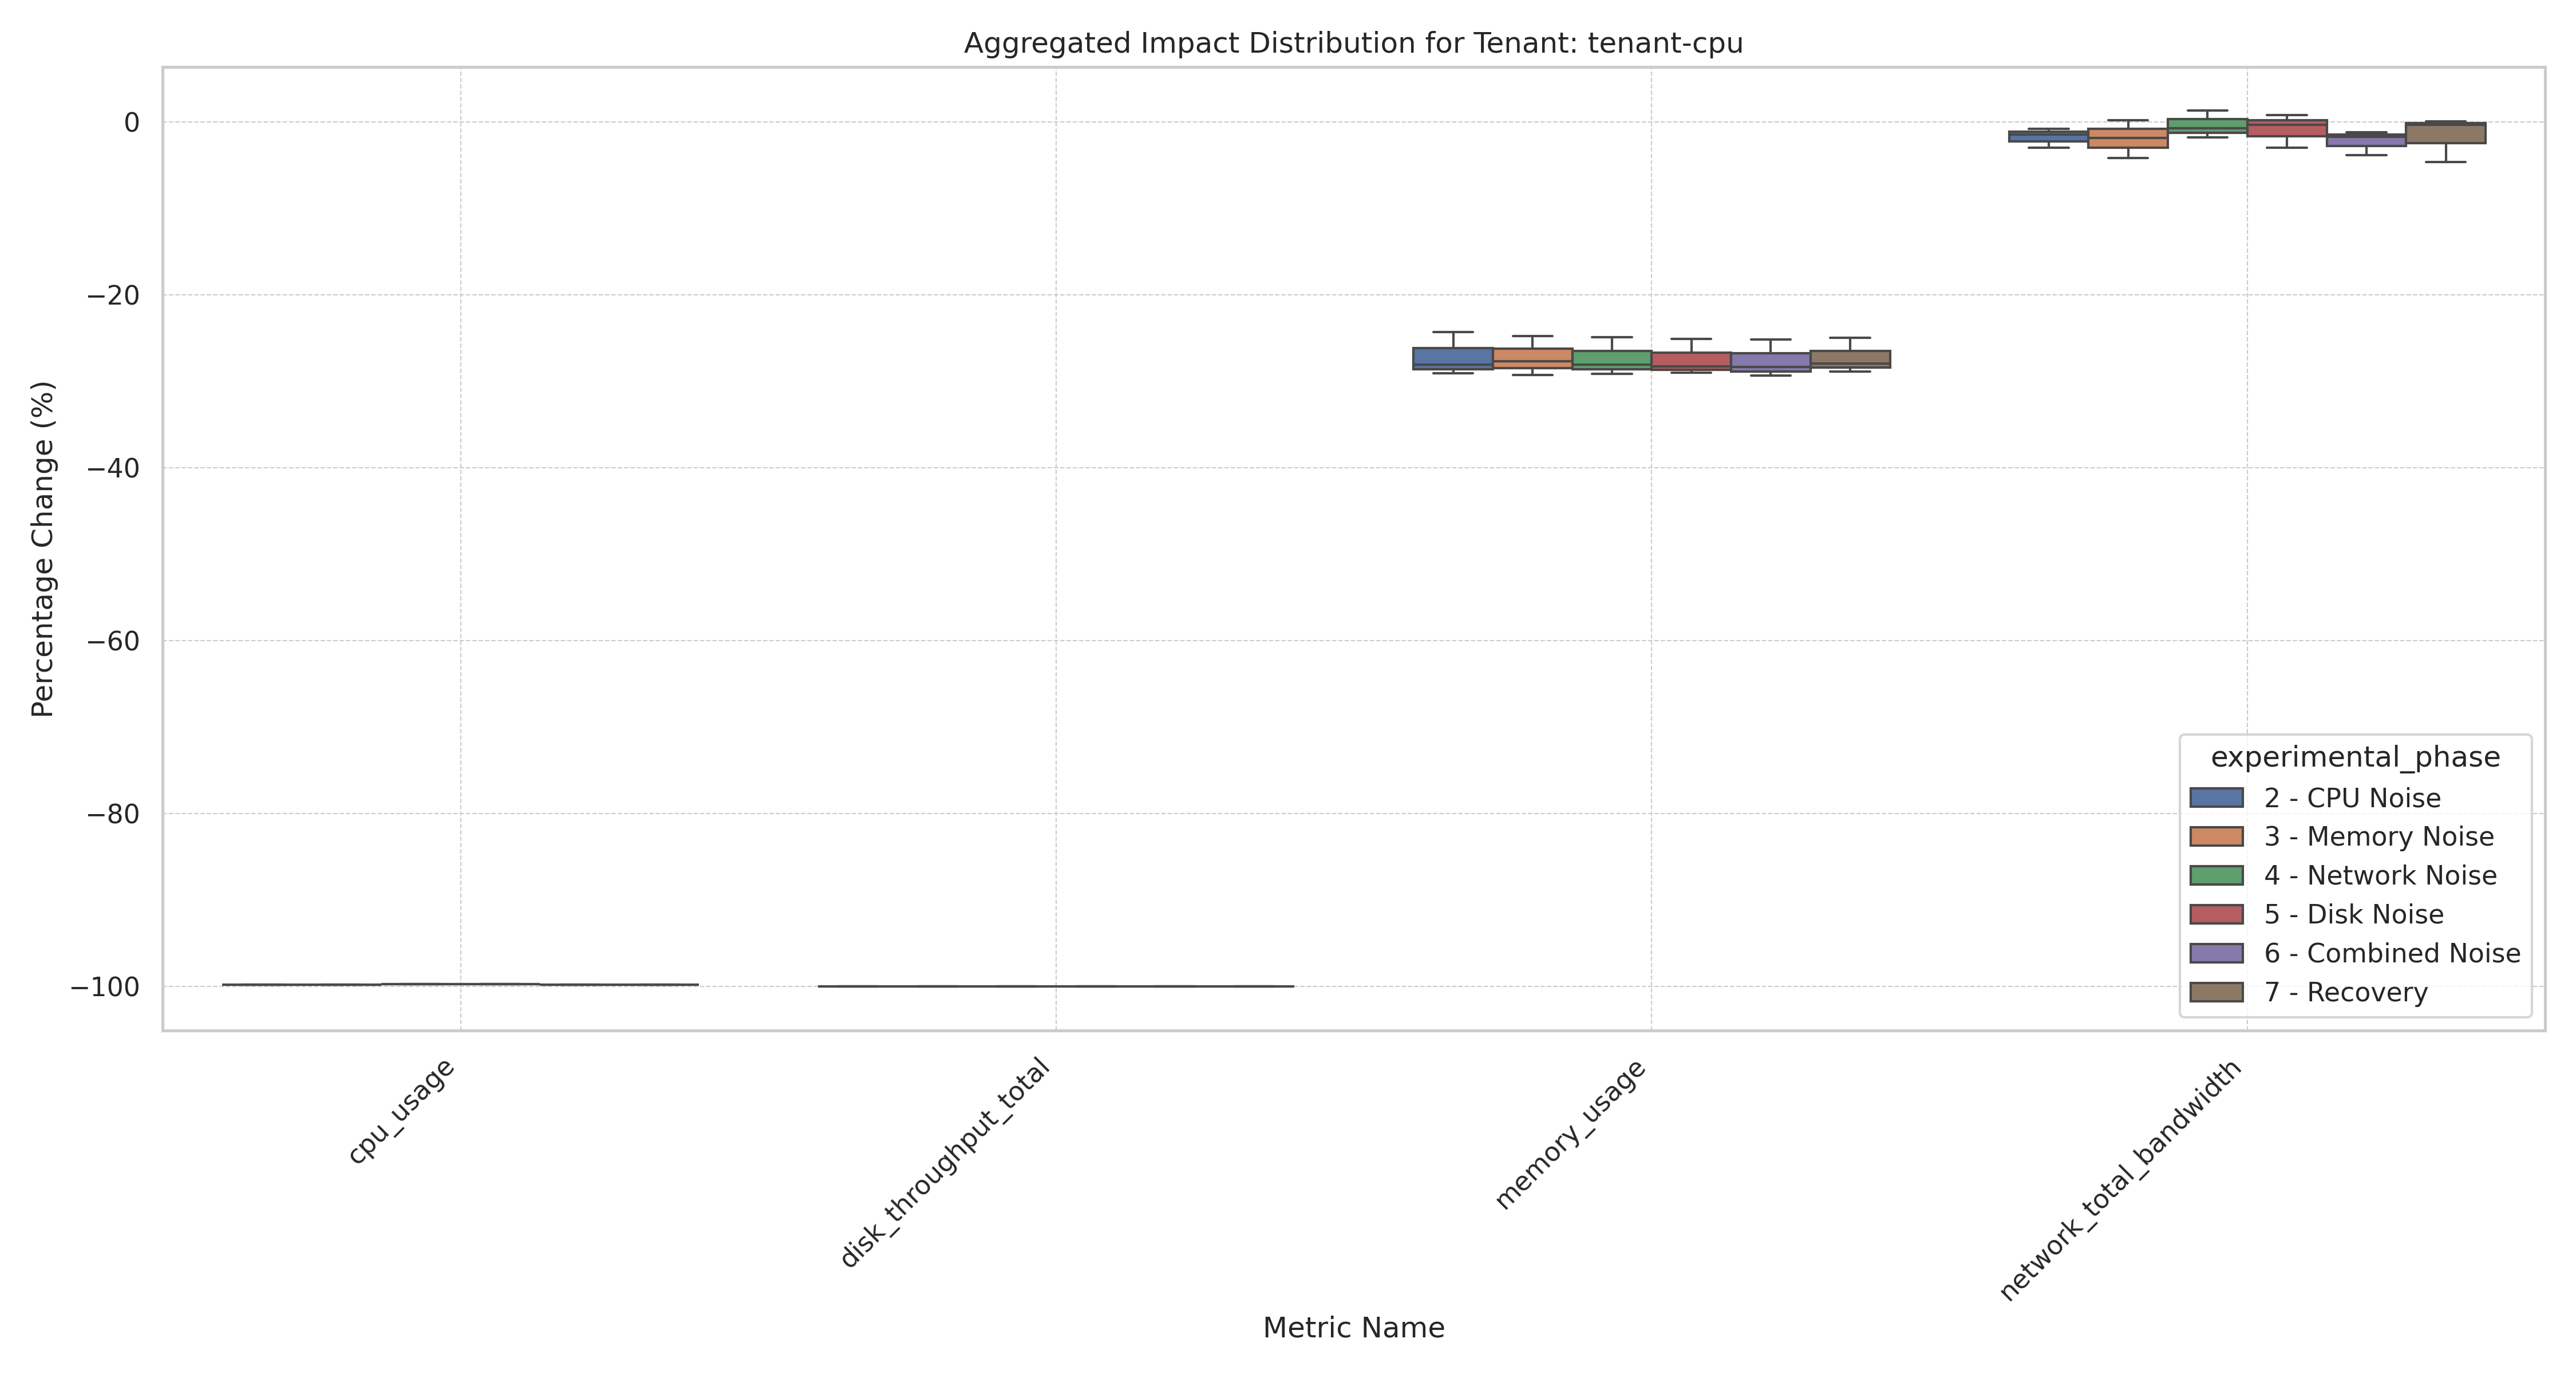 Aggregated Impact Distribution for Tenant: tenant-cpu
Percentage Change (%)
0
−20
−40
−60
−80
−100
experimental_phase
2 - CPU Noise
3 - Memory Noise
4 - Network Noise
5 - Disk Noise
6 - Combined Noise
7 - Recovery
cpu_usage
disk_throughput_total
memory_usage
network_total_bandwidth
Metric Name